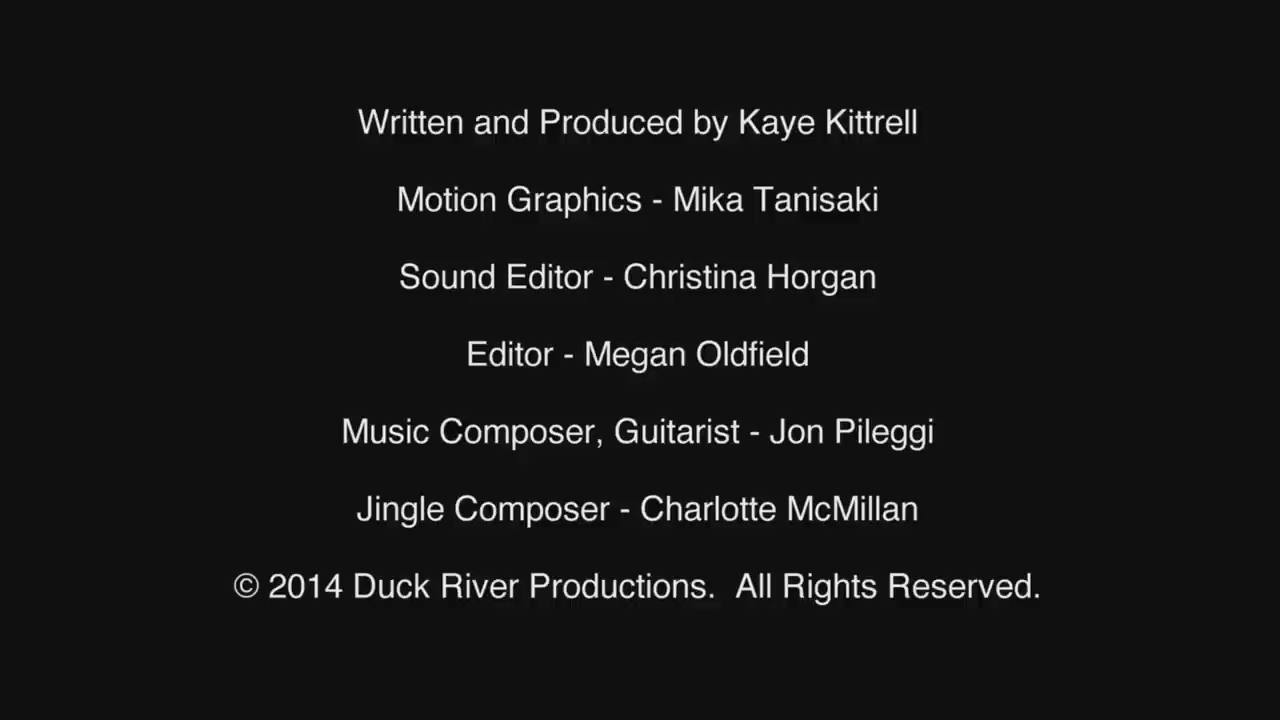 Written and Produced by Kaye Kittrell
Motion Graphics - Mika Tanisaki
Sound Editor - Christina Horgan
Editor - Megan Oldfield
Music Composer, Guitarist - Jon Pileggi
Jingle Composer - Charlotte McMillan
© 2014 Duck River Productions.  All Rights Reserved.